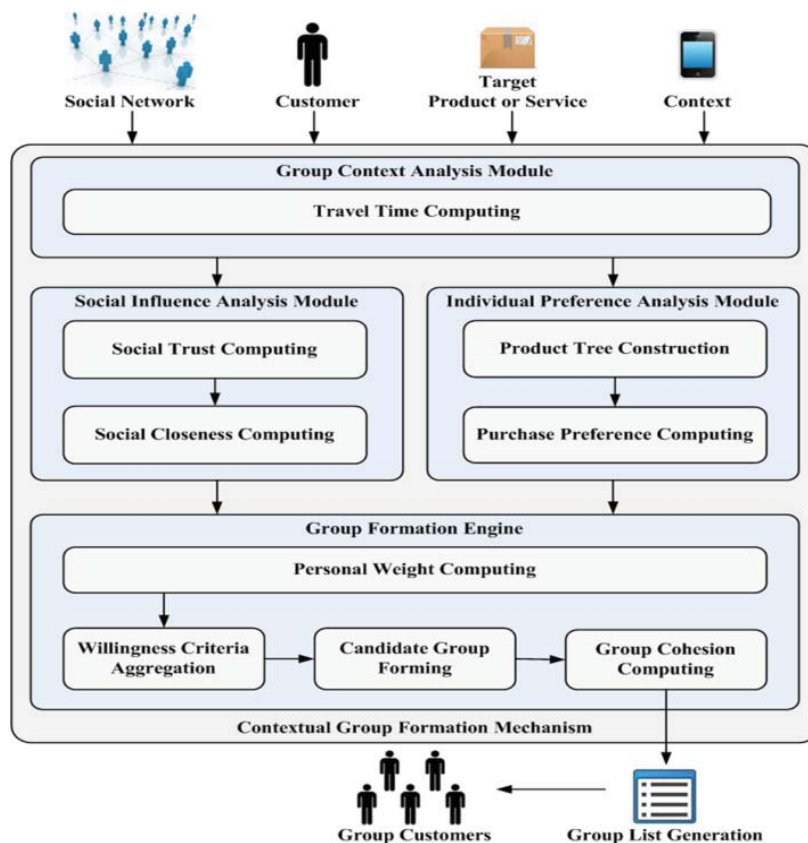 Social Network
Customer
Target
Product or Service
Context
Group Context Analysis Module
Travel Time Computing
Social Influence Analysis Module
Social Trust Computing
Social Closeness Computing
Individual Preference Analysis Module
Product Tree Construction
Purchase Preference Computing
Group Formation Engine
Personal Weight Computing
Willingness Criteria
Aggregation
Candidate Group
Forming
Group Cohesion
Computing
Contextual Group Formation Mechanism
Group Customers
Group List Generation